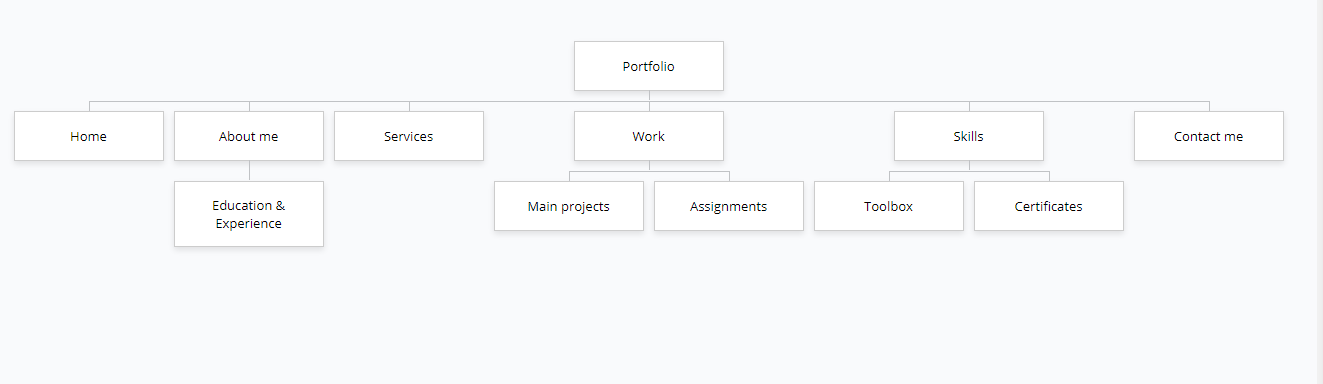 Portfolio
Home
About me
Services
Work
Skills
Contact me
Education &
Experience
Main projects
Assignments
Toolbox
Certificates